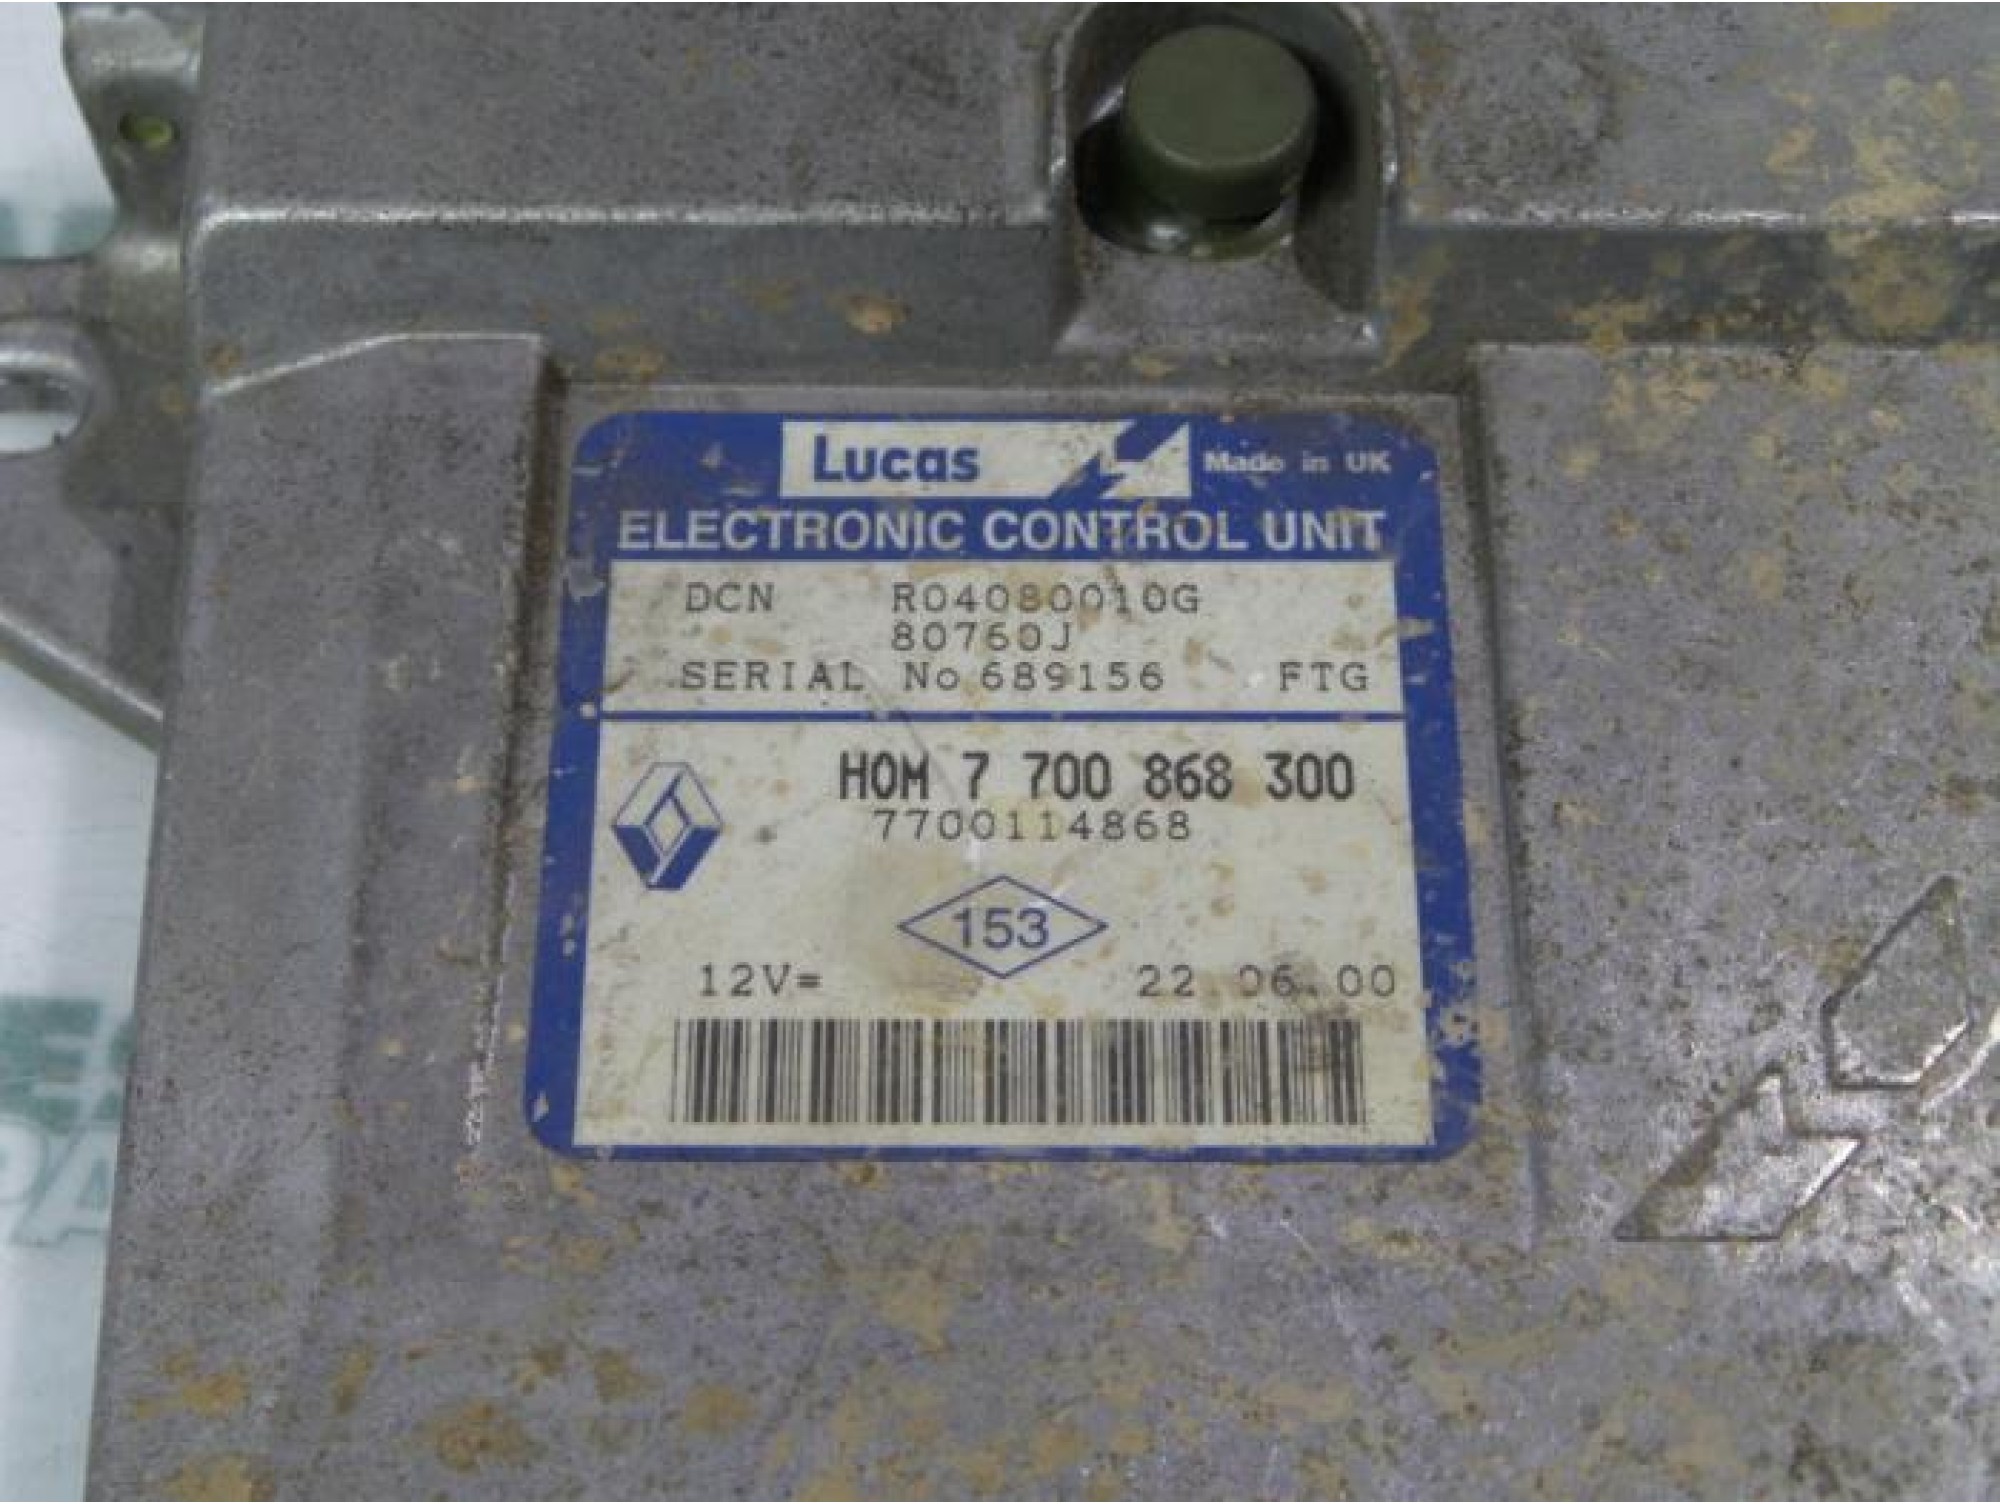 Lucas Made in UK
ELECTRONIC CONTROL UNIT
DCN R04080010G
80760J
SERIAL No 689156 FTG
HOM 7 700 868 300
7700114868
153
12V= 22.06.00